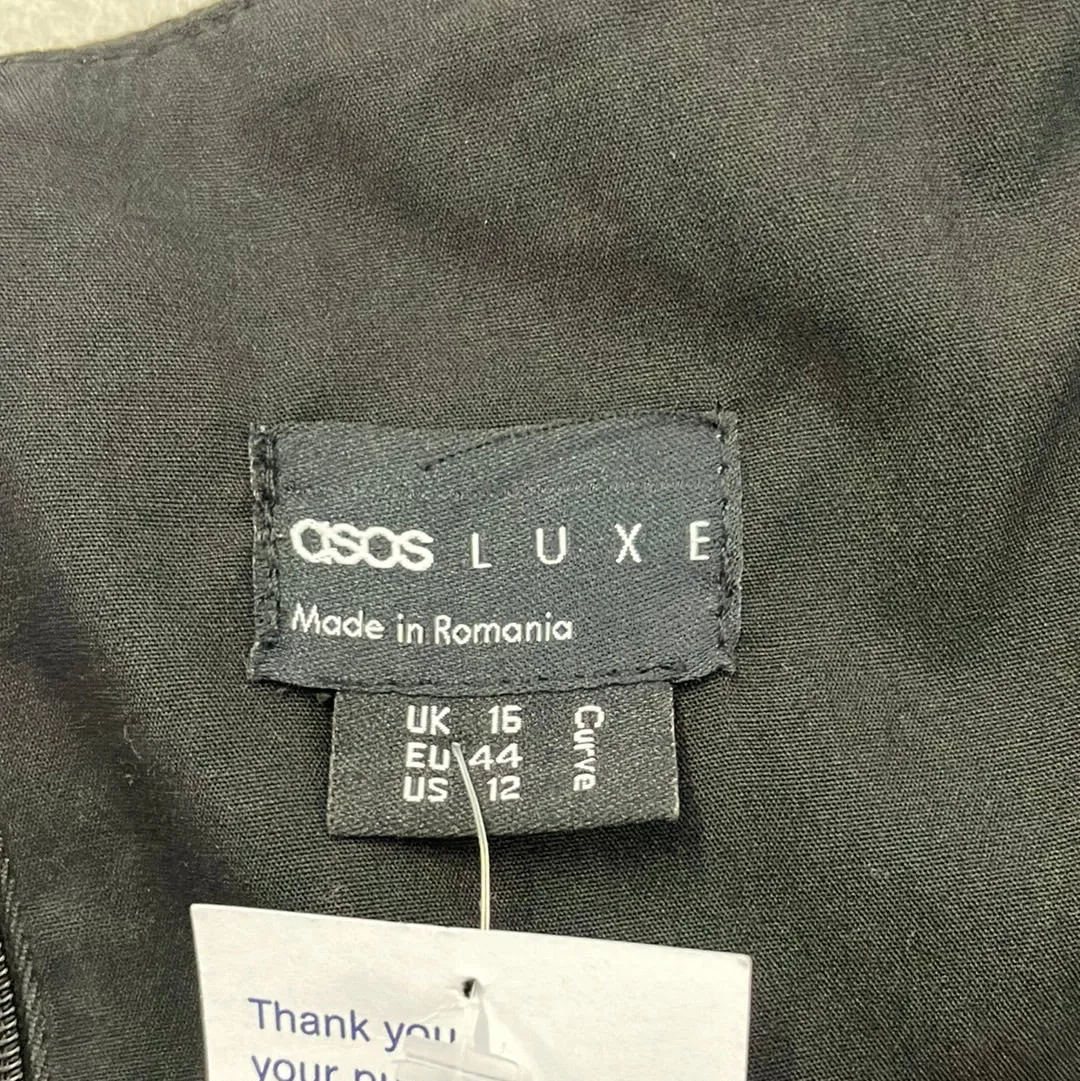 asos LUXE
Made in Romania
UK 16
EU 44
US 12
Curve
Thank you
your